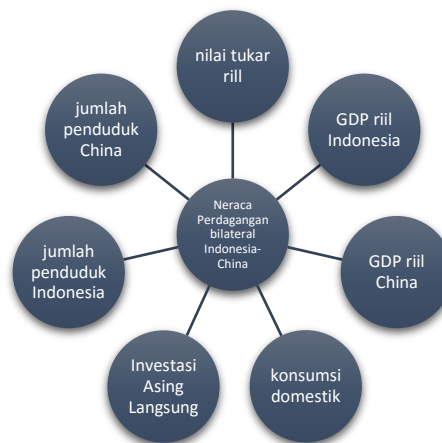 nilai tukar
rill
GDP riil
Indonesia
GDP riil
China
konsumsi
domestik
Investasi
Asing
Langsung
jumlah
penduduk
Indonesia
jumlah
penduduk
China
Neraca
Perdagangan
bilateral
Indonesia-
China